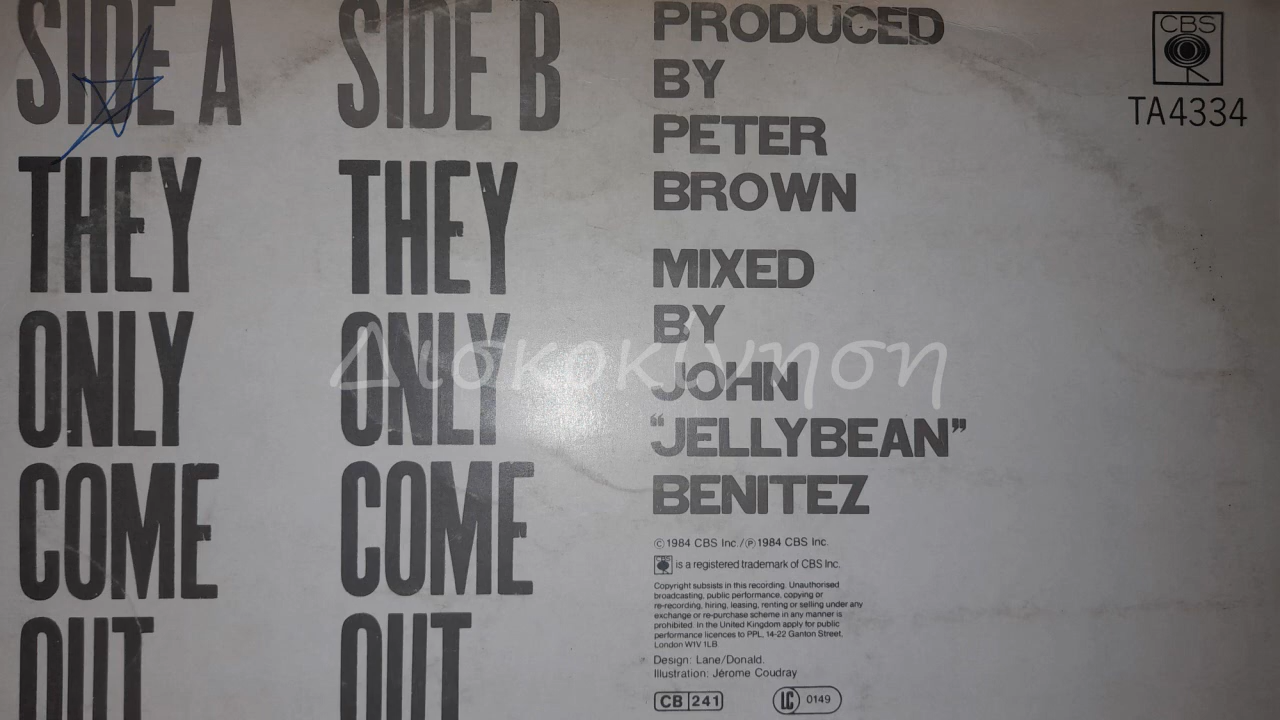 SIDE A
THEY
ONLY
COME
OUT
SIDE B
THEY
ONLY
COME
OUT
PRODUCED
BY
PETER
BROWN
MIXED
BY
JOHN
"JELLYBEAN"
BENITEZ
©1984 CBS Inc./℗1984 CBS Inc.
CBS is a registered trademark of CBS Inc.
Copyright subsists in this recording. Unauthorised
broadcasting, public performance, copying or
re-recording, hiring, leasing, renting or selling under any
exchange or re-purchase scheme in any manner is
prohibited. In the United Kingdom apply for public
performance licences to PPL, 14-22 Ganton Street,
London W1V 1LB
Design: Lane/Donald.
Illustration: Jerome Coudray
CB 241
LC 0149
CBS
TA4334
Δισκοκίνηση